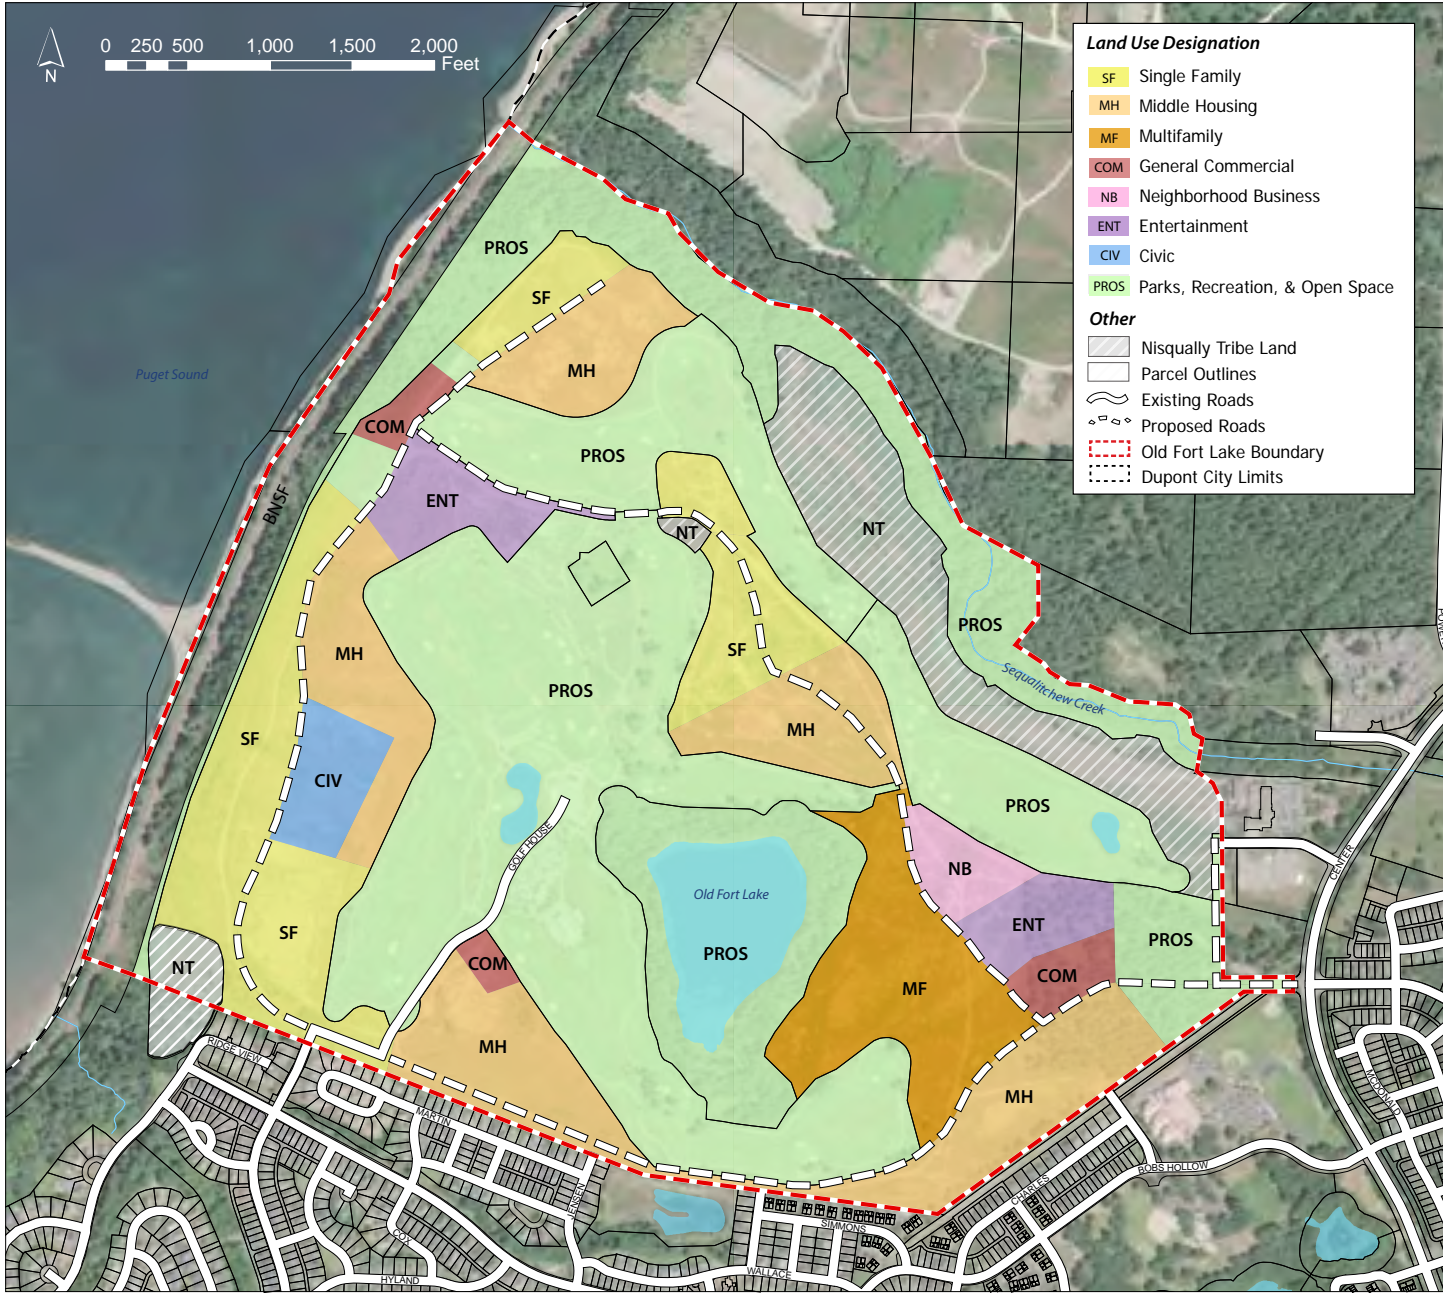 0 250 500 1,000 1,500 2,000
Feet
N
Land Use Designation
SF Single Family
MH Middle Housing
MF Multifamily
COM General Commercial
NB Neighborhood Business
ENT Entertainment
CIV Civic
PROS Parks, Recreation, & Open Space
Other
Nisqually Tribe Land
Parcel Outlines
Existing Roads
Proposed Roads
Old Fort Lake Boundary
Dupont City Limits
PROS
SF
Puget Sound
MH
COM
PROS
ENT
BNSF
NT
NT
PROS
SF
MH
PROS
Sequalitchew Creek
SF
MH
CIV
PROS
GOLF HOUSE
NB
CENTER
Old Fort Lake
SF
ENT
PROS
PROS
NT
COM
COM
MF
RIDGE VIEW
MH
MH
MCDONALD
MARTIN
BOBS HOLLOW
CHARLES
JENSEN
SIMMONS
COX
WALLACE
HYLAND